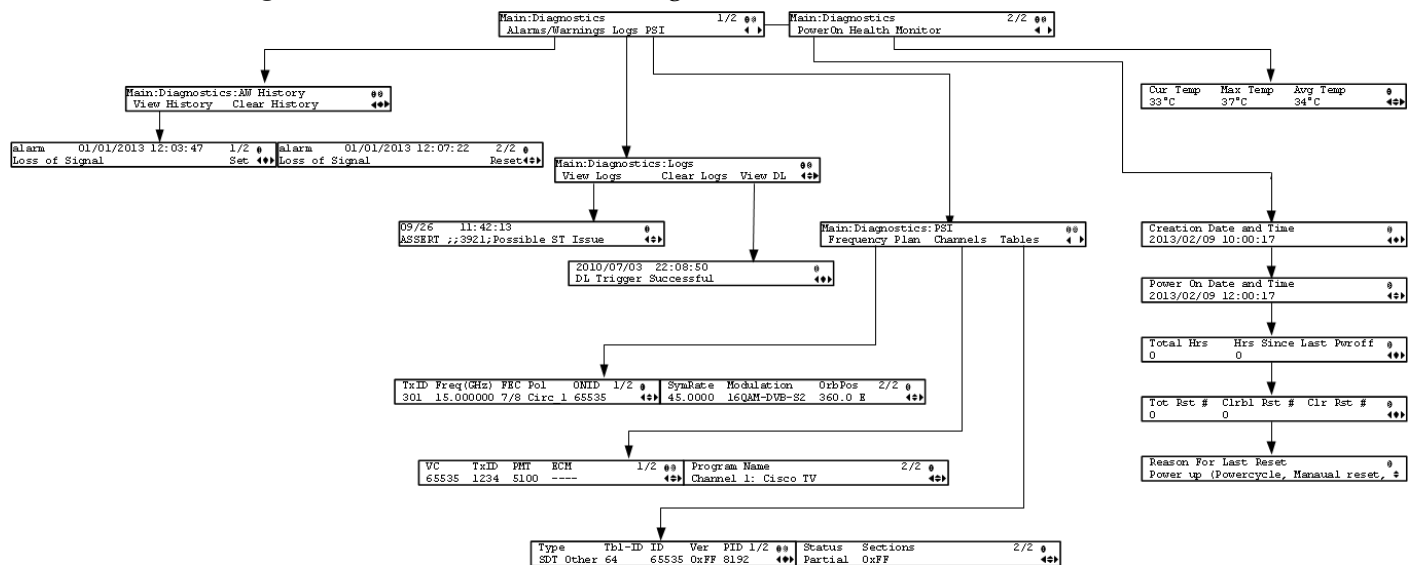 Main:Diagnostics 1/2
Alarms/Warnings Logs PSI
Main:Diagnostics 2/2
PowerOn Health Monitor
Main:Diagnostics:AW History
View History Clear History
Cur Temp Max Temp Avg Temp
33°C 37°C 34°C
alarm 01/01/2013 12:03:47 1/2
Loss of Signal Set
alarm 01/01/2013 12:07:22 2/2
Loss of Signal Reset
Main:Diagnostics:Logs
View Logs Clear Logs View DL
09/26 11:42:13
ASSERT ;;3921;Possible ST Issue
Main:Diagnostics:PSI
Frequency Plan Channels Tables
Creation Date and Time
2013/02/09 10:00:17
2010/07/03 22:08:50
DL Trigger Successful
Power On Date and Time
2013/02/09 12:00:17
Total Hrs Hrs Since Last Pwroff
0 0
TxID Freq(GHz) FEC Pol ONID 1/2
301 15.000000 7/8 Circ_l 65535
SymRate Modulation OrbPos 2/2
45.0000 16QAM-DVB-S2 360.0 E
Tot Rst # Clrbl Rst # Clr Rst #
0 0
VC TxID PMT ECM 1/2
65535 1234 5100 ----
Program Name 2/2
Channel 1: Cisco TV
Reason For Last Reset
Power up (Powercycle, Manaual reset,
Type Tbl-ID ID Ver PID 1/2
SDT Other 64 65535 0xFF 8192
Status Sections 2/2
Partial 0xFF